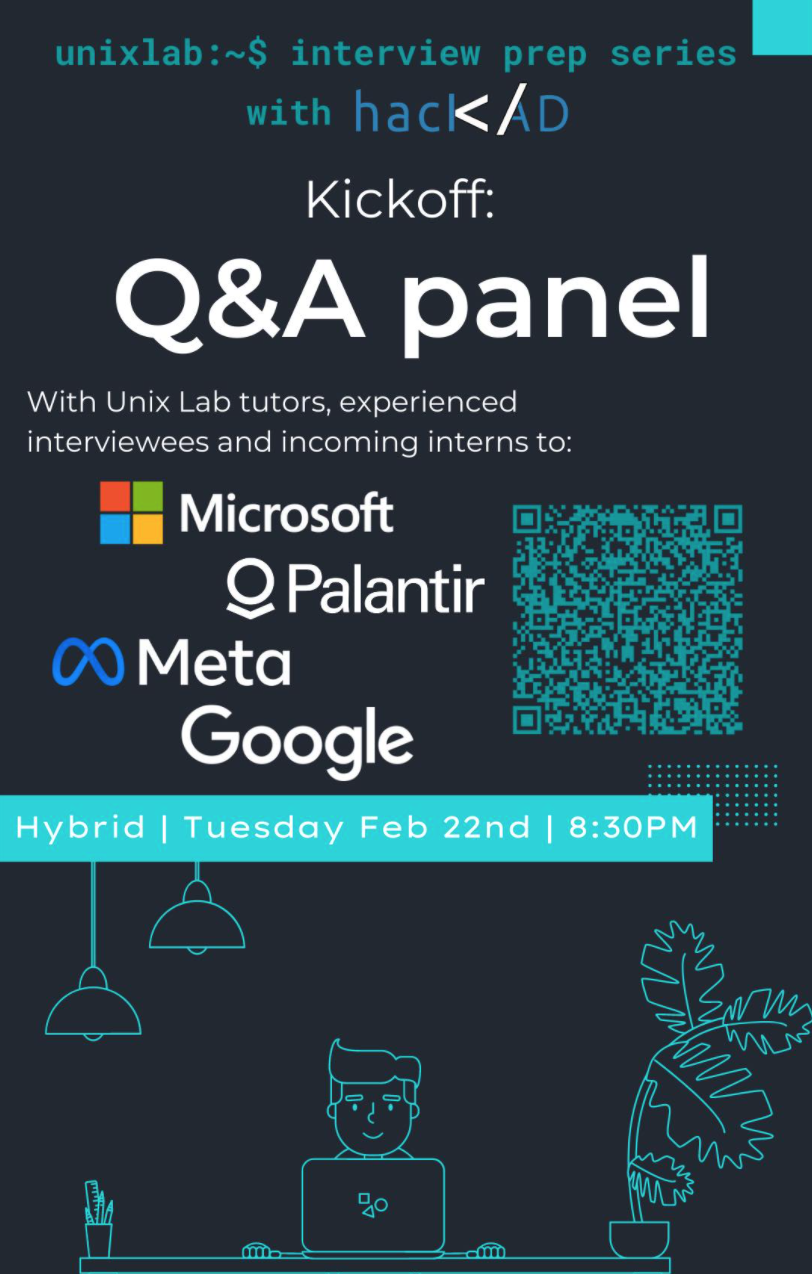 unixlab:~$ interview prep series
with hack</AD
Kickoff:
Q&A panel
With Unix Lab tutors, experienced
interviewees and incoming interns to:
Microsoft
Palantir
Meta
Google
Hybrid | Tuesday Feb 22nd | 8:30PM